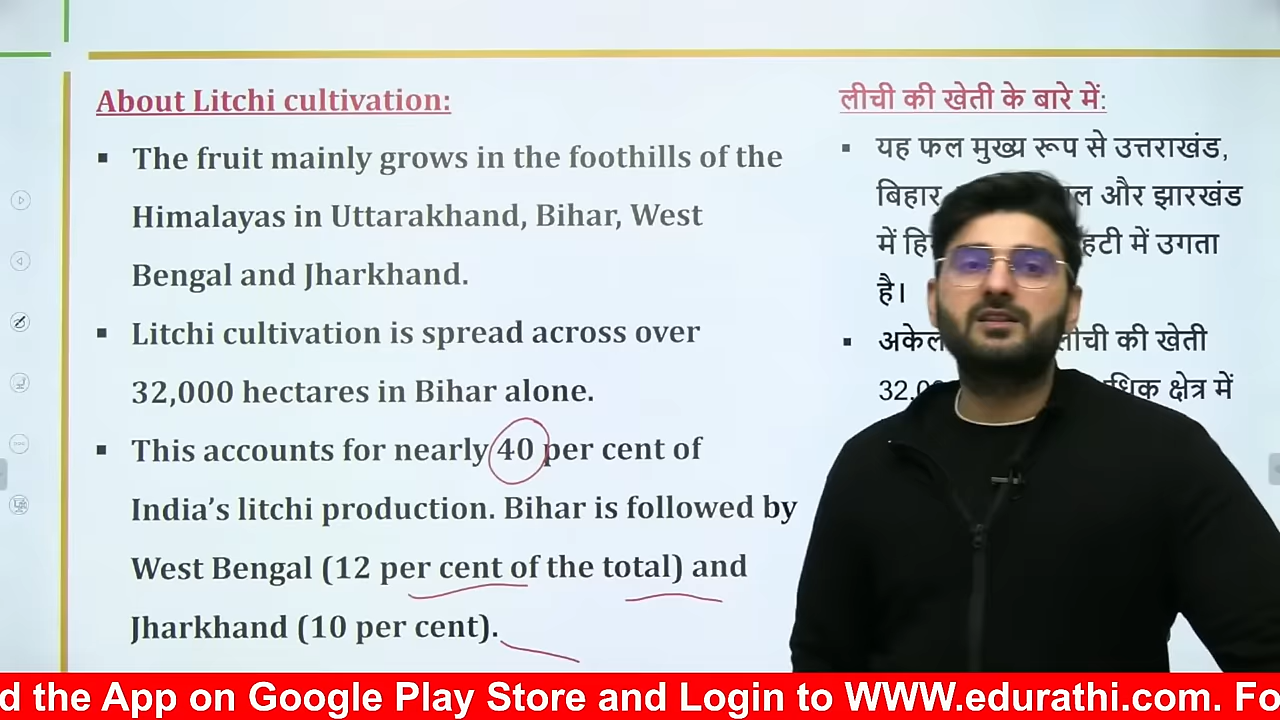 About Litchi cultivation:
▪ The fruit mainly grows in the foothills of the
Himalayas in Uttarakhand, Bihar, West
Bengal and Jharkhand.
▪ Litchi cultivation is spread across over
32,000 hectares in Bihar alone.
▪ This accounts for nearly 40 per cent of
India’s litchi production. Bihar is followed by
West Bengal (12 per cent of the total) and
Jharkhand (10 per cent).
लीची की खेती के बारे में:
▪ यह फल मुख्य रूप से उत्तराखंड,
बिहार और झारखंड
में में उगता
है।
▪ की खेती
क्षेत्र में
the App on Google Play Store and Login to WWW.edurathi.com.